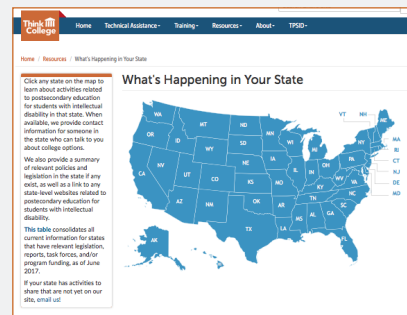 Think
College
Home Technical Assistance Training Resources About TPSID
Home / Resources / What's Happening in Your State
What's Happening in Your State
Click any state on the map to
learn about activities related
to postsecondary education
for students with intellectual
disability in that state. When
available, we provide contact
information for someone in
the state who can talk to you
about college options.
We also provide a summary
of relevant policies and
legislation in the state if any
exist, as well as a link to any
state-level websites related to
postsecondary education for
students with intellectual
disability.
This table consolidates all
current information for states
that have relevant legislation,
reports, task forces, and/or
program funding, as of June
2017.
If your state has activities to
share that are not yet on our
site, email us!
WA MT ND MN VT NH ME
OR ID WY SD WI MI NY MA
RI
NV UT CO NE IA IL IN OH PA CT
CA KS MO KY WV VA NJ
DE
AZ NM OK AR TN NC MD
TX LA MS AL GA SC
AK FL